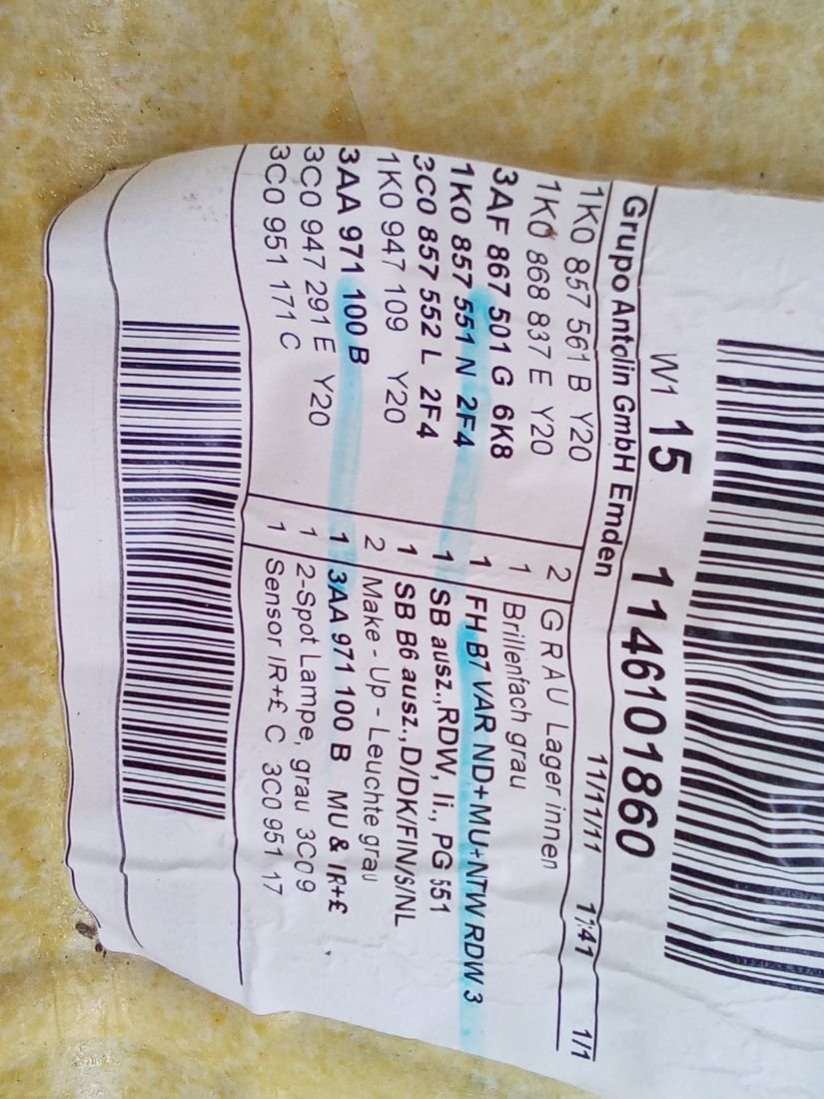 W1 15 1146101860
Grupo Antolin GmbH Emden 11/11/11 11:41 1/1
1K0 857 561 B Y20 2 GRAU Lager innen
1K0 868 837 E Y20 1 Brillenfach grau
3AF 867 501 G 6K8 1 FH B7 VAR ND+MU+NTW RDW 3
1K0 857 551 N 2F4 1 SB ausz.,RDW, li., PG 551
3C0 857 552 L 2F4 1 SB B6 ausz., D/DK/FIN/S/NL
1K0 947 109 Y20 2 Make - Up - Leuchte grau
3AA 971 100 B 1 3AA 971 100 B MU & IR+£
3C0 947 291 E Y20 1 2-Spot Lampe, grau 3C0 9
3C0 951 171 C 1 Sensor IR+£ C 3C0 951 17